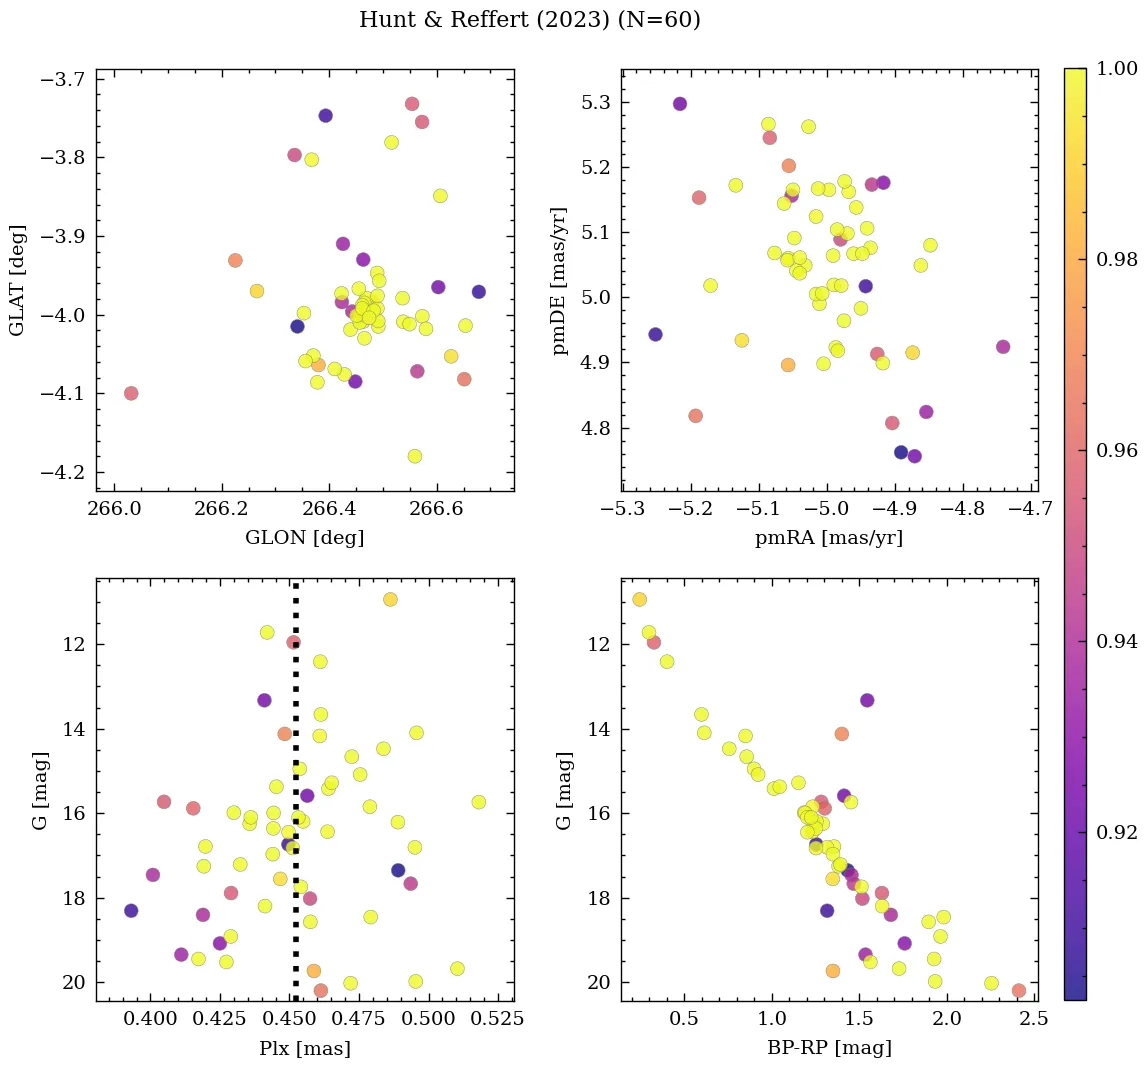 Hunt & Reffert (2023) (N=60)
−3.7
−3.8
−3.9
−4.0
−4.1
−4.2
GLAT [deg]
266.0 266.2 266.4 266.6
GLON [deg]
5.3
5.2
5.1
5.0
4.9
4.8
pmDE [mas/yr]
−5.3 −5.2 −5.1 −5.0 −4.9 −4.8 −4.7
pmRA [mas/yr]
1.00
0.98
0.96
0.94
0.92
12
14
16
18
20
G [mag]
0.400 0.425 0.450 0.475 0.500 0.525
Plx [mas]
12
14
16
18
20
G [mag]
0.5 1.0 1.5 2.0 2.5
BP-RP [mag]